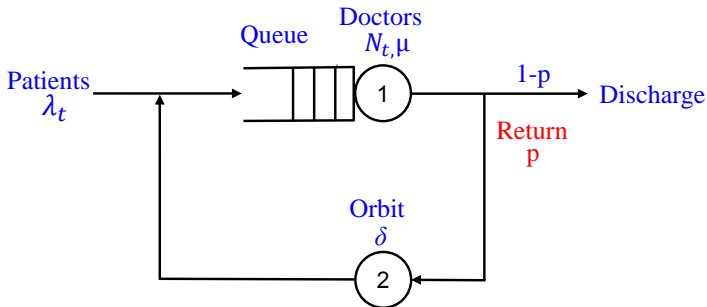 Doctors
Queue
N_t,μ
Patients
λ_t
1
1-p
Discharge
Return
p
Orbit
δ
2